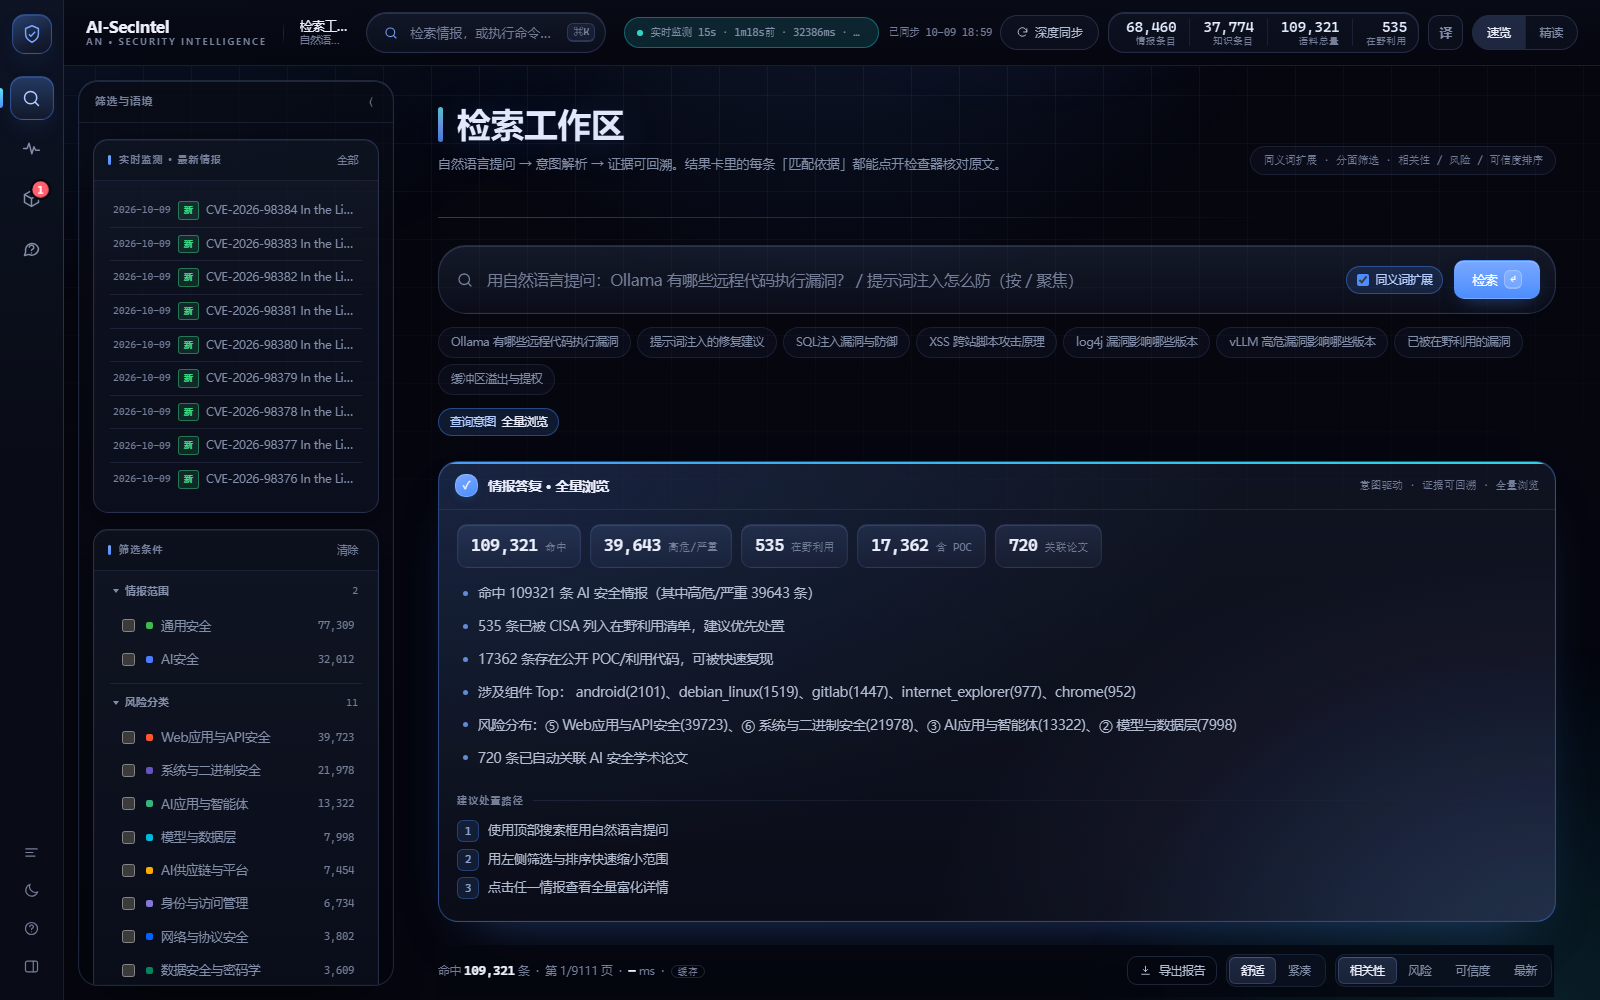 AI-SecIntel
AN • SECURITY INTELLIGENCE
检索工...
自然语...
检索情报，或执行命令...
⌘K
实时监测 15s · 1m18s前 · 32386ms · …
已同步 10-09 18:59
深度同步
68,460
情报条目
37,774
知识条目
109,321
语料总量
535
在野利用
译
速览
精读
1
筛选与语境
实时监测 • 最新情报
全部
2026-10-09 新 CVE-2026-98384 In the Li...
2026-10-09 新 CVE-2026-98383 In the Li...
2026-10-09 新 CVE-2026-98382 In the Li...
2026-10-09 新 CVE-2026-98381 In the Li...
2026-10-09 新 CVE-2026-98380 In the Li...
2026-10-09 新 CVE-2026-98379 In the Li...
2026-10-09 新 CVE-2026-98378 In the Li...
2026-10-09 新 CVE-2026-98377 In the Li...
2026-10-09 新 CVE-2026-98376 In the Li...
筛选条件
清除
情报范围 2
通用安全 77,309
AI安全 32,012
风险分类 11
Web应用与API安全 39,723
系统与二进制安全 21,978
AI应用与智能体 13,322
模型与数据层 7,998
AI供应链与平台 7,454
身份与访问管理 6,734
网络与协议安全 3,802
数据安全与密码学 3,609
检索工作区
自然语言提问 → 意图解析 → 证据可回溯。结果卡里的每条「匹配依据」都能点开检查器核对原文。
同义词扩展 · 分面筛选 · 相关性 / 风险 / 可信度排序
用自然语言提问：Ollama 有哪些远程代码执行漏洞？ / 提示词注入怎么防（按 / 聚焦）
同义词扩展
检索
Ollama 有哪些远程代码执行漏洞
提示词注入的修复建议
SQL注入漏洞与防御
XSS 跨站脚本攻击原理
log4j 漏洞影响哪些版本
vLLM 高危漏洞影响哪些版本
已被在野利用的漏洞
缓冲区溢出与提权
查询意图 全量浏览
情报答复 • 全量浏览
意图驱动 · 证据可回溯 · 全量浏览
109,321 命中
39,643 高危/严重
535 在野利用
17,362 含 POC
720 关联论文
命中 109321 条 AI 安全情报（其中高危/严重 39643 条）
535 条已被 CISA 列入在野利用清单，建议优先处置
17362 条存在公开 POC/利用代码，可被快速复现
涉及组件 Top： android(2101)、debian_linux(1519)、gitlab(1447)、internet_explorer(977)、chrome(952)
风险分布：⑤ Web应用与API安全(39723)、⑥ 系统与二进制安全(21978)、③ AI应用与智能体(13322)、② 模型与数据层(7998)
720 条已自动关联 AI 安全学术论文
建议处置路径
1 使用顶部搜索框用自然语言提问
2 用左侧筛选与排序快速缩小范围
3 点击任一情报查看全量富化详情
命中 109,321 条 · 第 1/9111 页 · – ms · 缓存
导出报告
舒适
紧凑
相关性
风险
可信度
最新